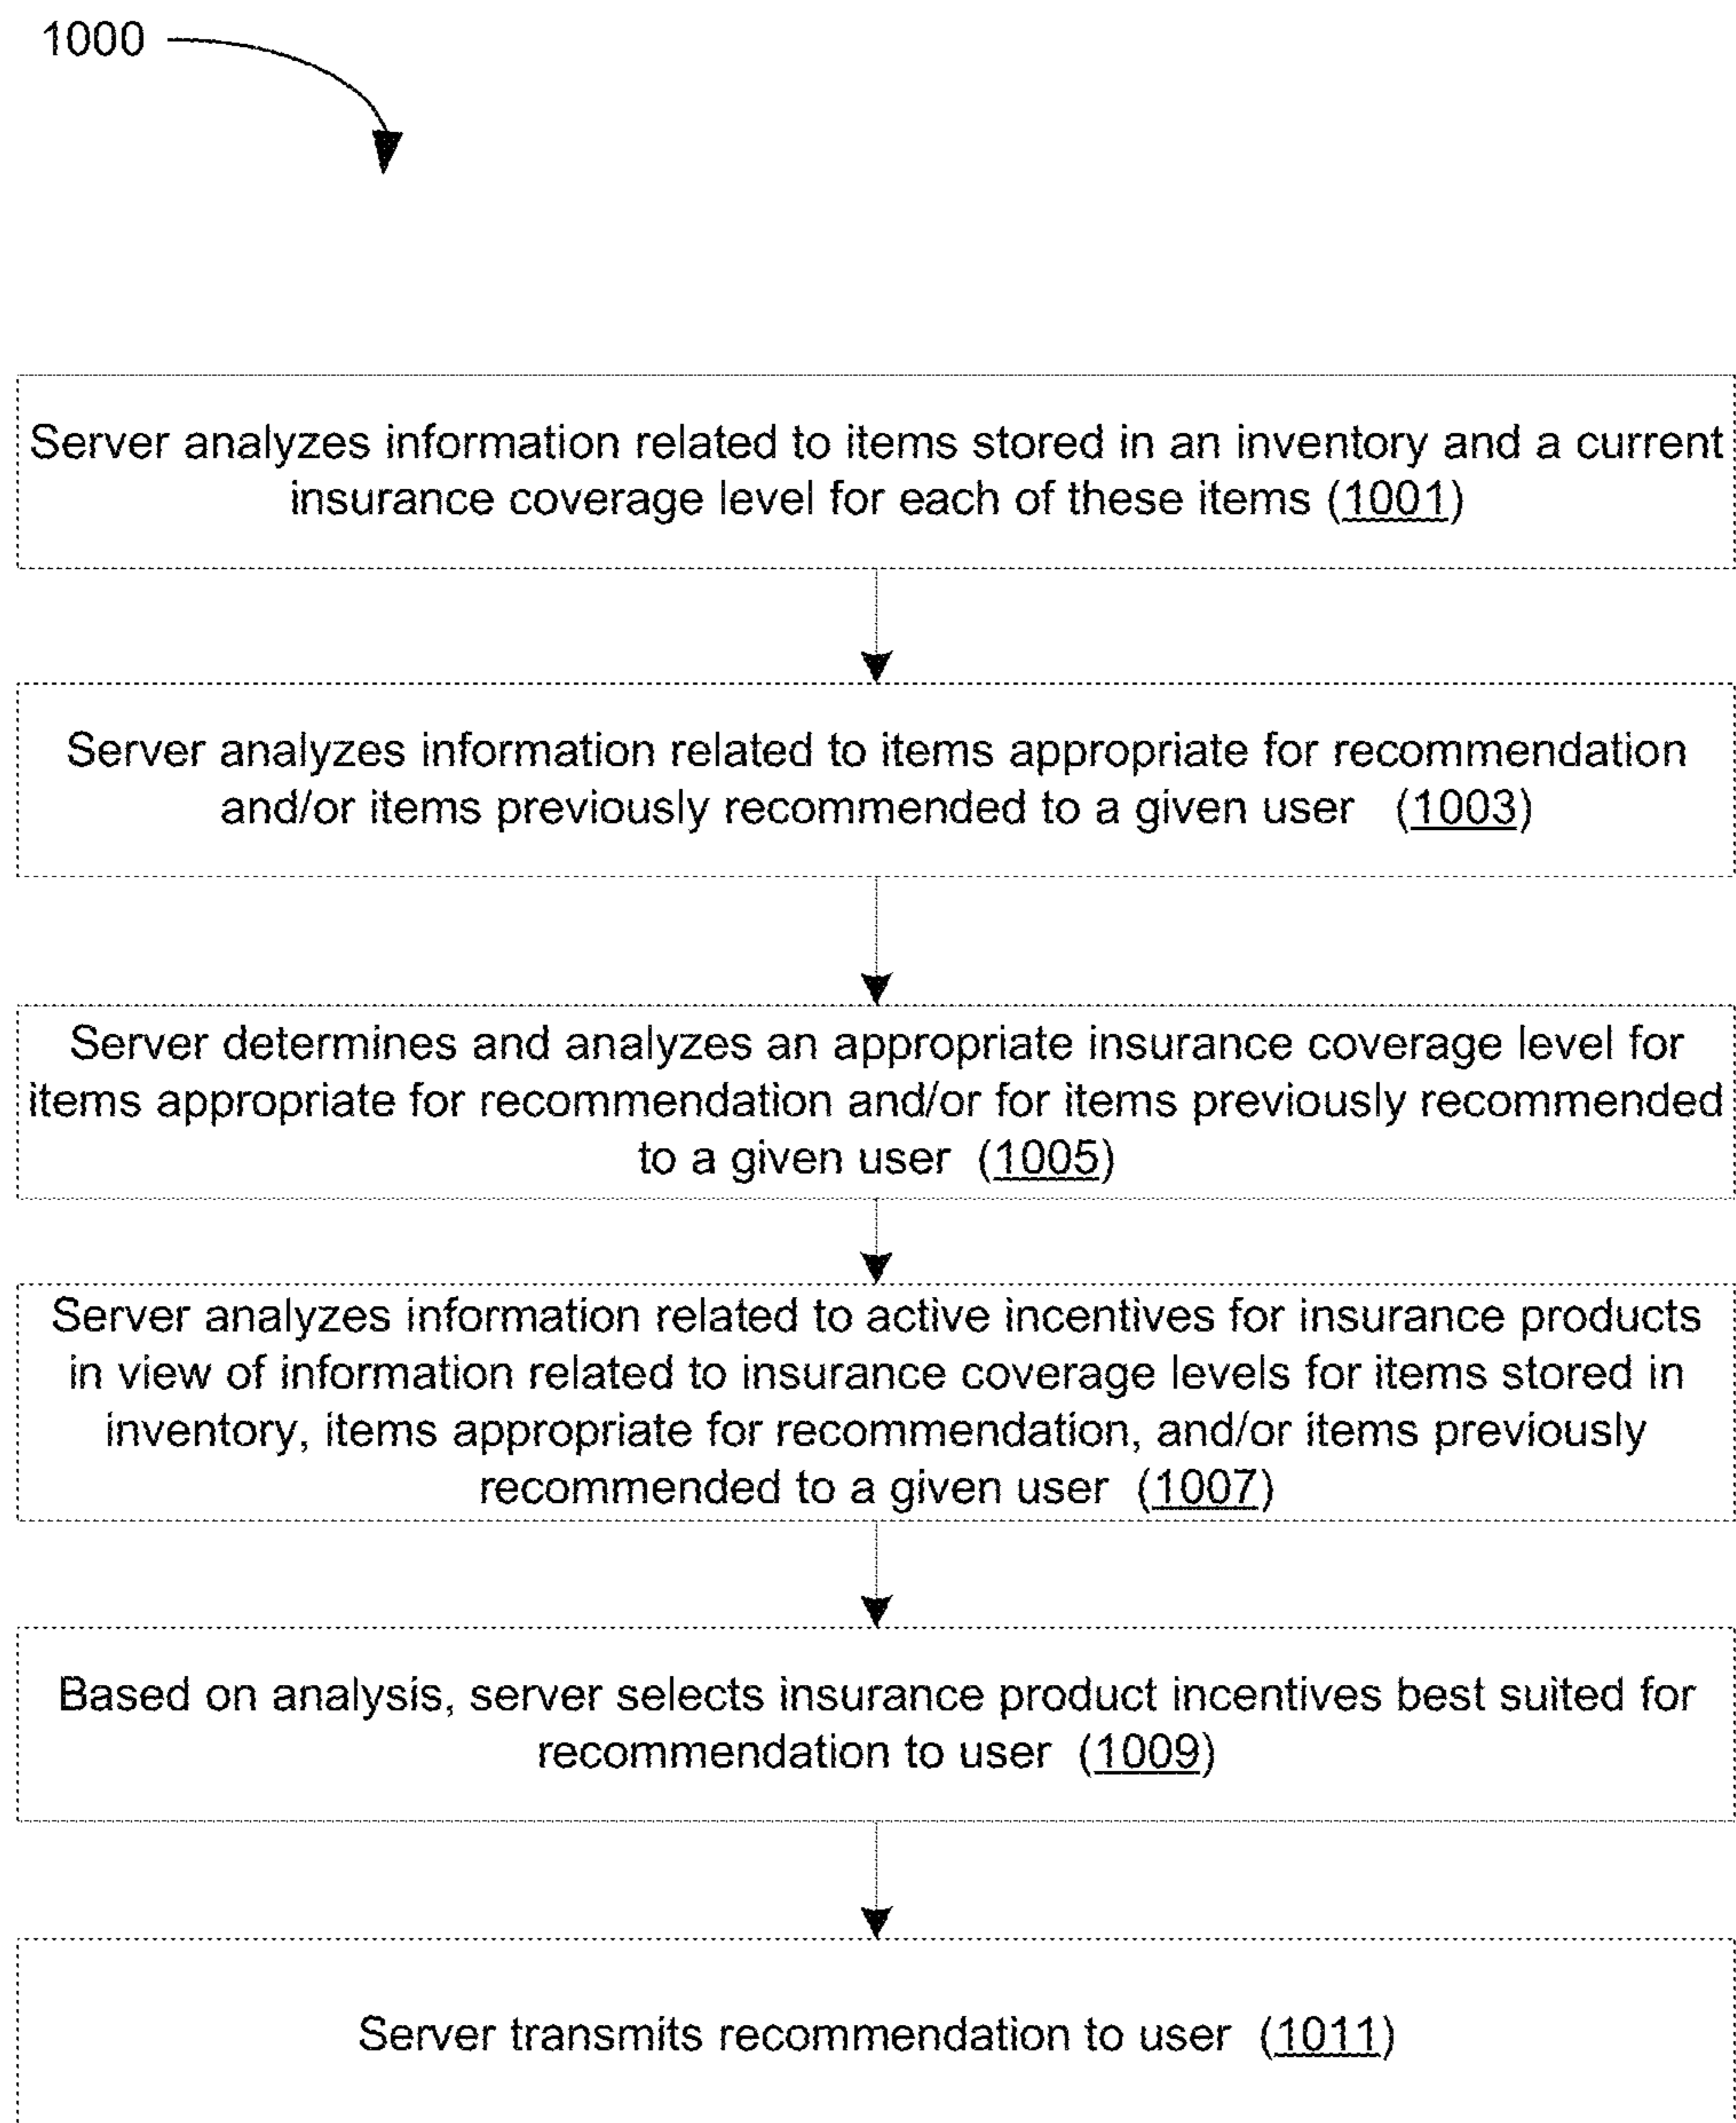 1000
Server analyzes information related to items stored in an inventory and a current
insurance coverage level for each of these items (1001)
Server analyzes information related to items appropriate for recommendation
and/or items previously recommended to a given user (1003)
Server determines and analyzes an appropriate insurance coverage level for
items appropriate for recommendation and/or for items previously recommended
to a given user (1005)
Server analyzes information related to active incentives for insurance products
in view of information related to insurance coverage levels for items stored in
inventory, items appropriate for recommendation, and/or items previously
recommended to a given user (1007)
Based on analysis, server selects insurance product incentives best suited for
recommendation to user (1009)
Server transmits recommendation to user (1011)